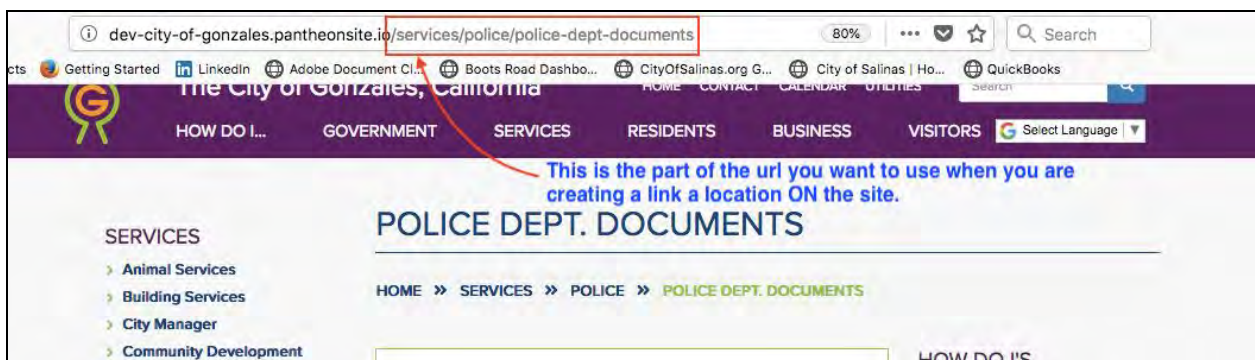 dev-city-of-gonzales.pantheonsite.io/services/police/police-dept-documents 80% Search
cts Getting Started LinkedIn Adobe Document Cl... Boots Road Dashbo... CityOfSalinas.org G... City of Salinas | Ho... QuickBooks
The City of Gonzales, California HOME CONTACT CALENDAR UTILITIES Search
HOW DO I... GOVERNMENT SERVICES RESIDENTS BUSINESS VISITORS Select Language
This is the part of the url you want to use when you are
creating a link a location ON the site.
POLICE DEPT. DOCUMENTS
HOME » SERVICES » POLICE » POLICE DEPT. DOCUMENTS
SERVICES
Animal Services
Building Services
City Manager
Community Development
HOW DO I'S